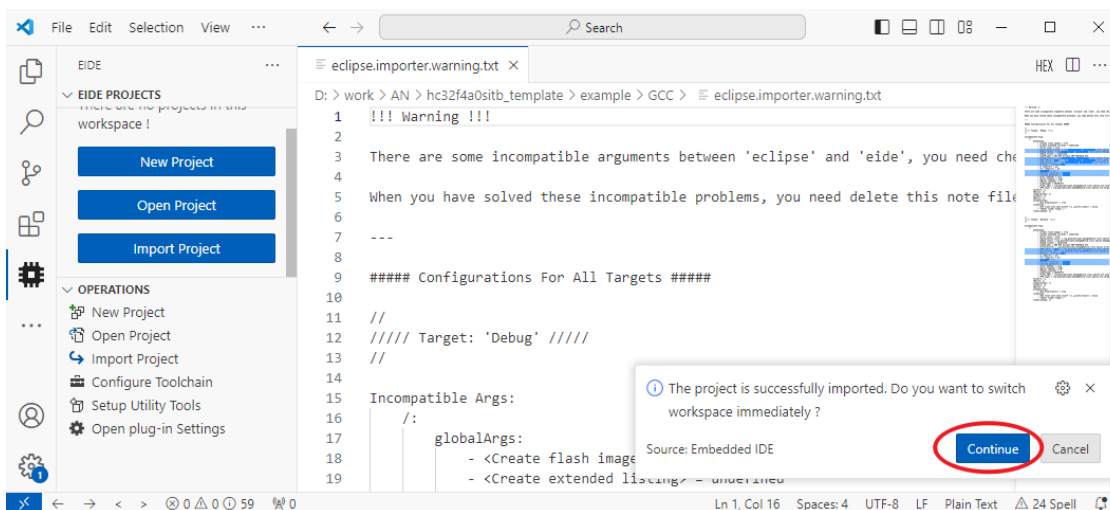 File Edit Selection View ··· Search
EIDE ···
eclipse.importer.warning.txt HEX ···
EIDE PROJECTS
There are no projects in this
workspace !
New Project
Open Project
Import Project
OPERATIONS
New Project
Open Project
Import Project
Configure Toolchain
Setup Utility Tools
Open plug-in Settings
1
D: > work > AN > hc32f4a0sitb_template > example > GCC > eclipse.importer.warning.txt
1 !!! Warning !!!
2
3 There are some incompatible arguments between 'eclipse' and 'eide', you need che
4
5 When you have solved these incompatible problems, you need delete this note file
6
7 ---
8
9 ##### Configurations For All Targets #####
10
11 //
12 ///// Target: 'Debug' /////
13 //
14
15 Incompatible Args:
16 /:
17 globalArgs:
18 - <Create flash image
19 - <Create extended listing> = undefined
The project is successfully imported. Do you want to switch
workspace immediately ?
Source: Embedded IDE Continue Cancel
0 0 59 0 Ln 1, Col 16 Spaces: 4 UTF-8 LF Plain Text 24 Spell